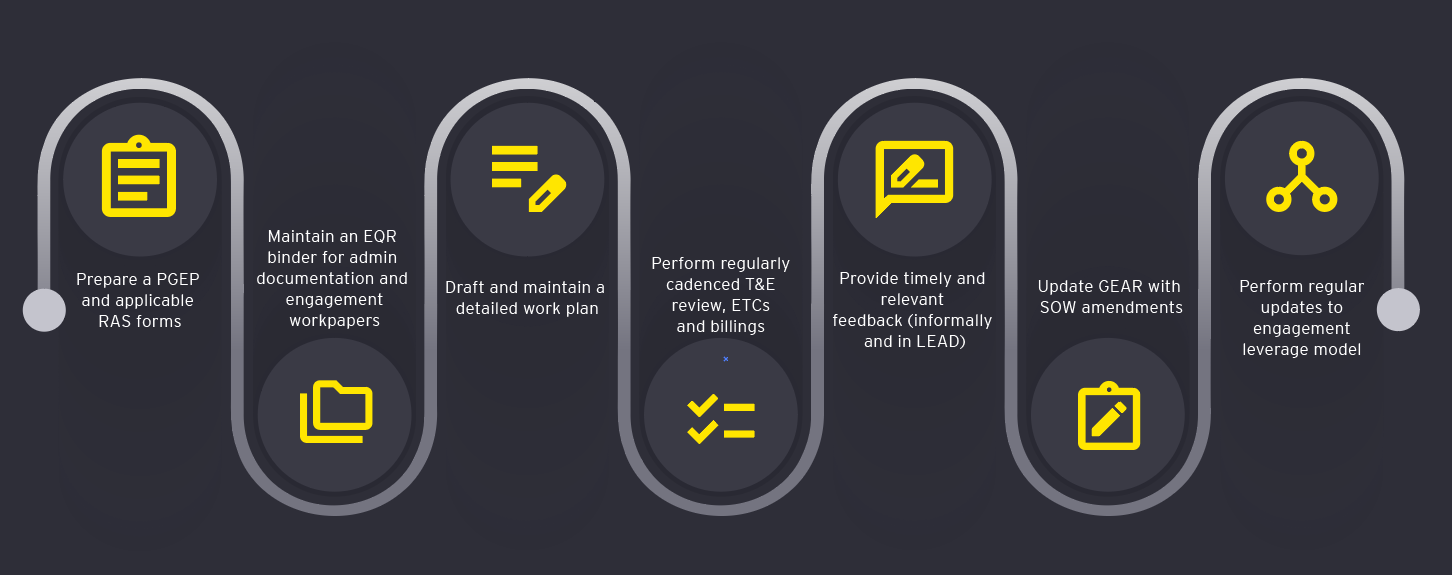 Prepare a PGEP
and applicable
RAS forms
Maintain an EQR
binder for admin
documentation and
engagement
workpapers
Draft and maintain a
detailed work plan
Perform regularly
cadenced T&E
review, ETCs
and billings
Provide timely and
relevant
feedback (informally
and in LEAD)
Update GEAR with
SOW amendments
Perform regular
updates to
engagement
leverage model